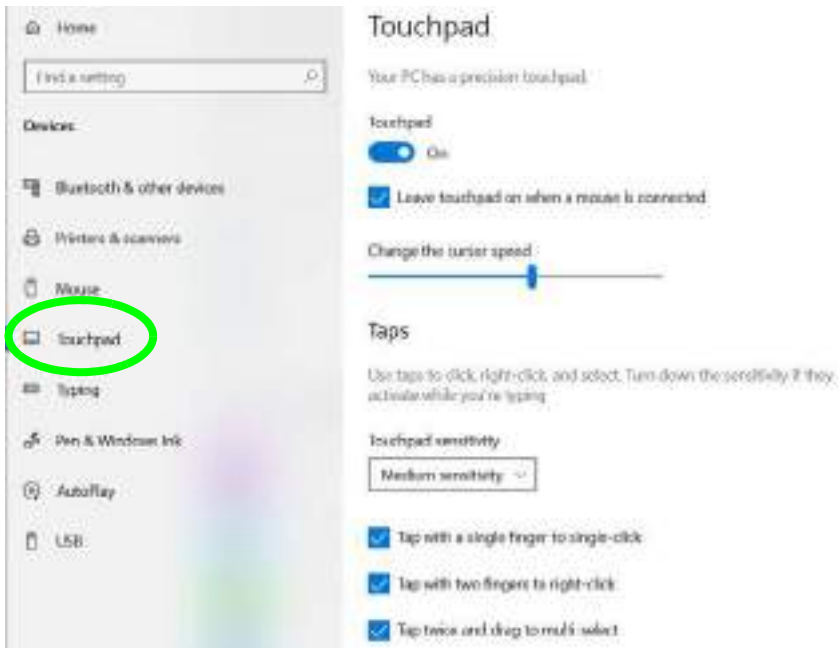 Home
Find a setting
Devices
Bluetooth & other devices
Printers & scanners
Mouse
Touchpad
Typing
Pen & Windows Ink
AutoPlay
USB
Touchpad
Your PC has a precision touchpad.
Touchpad
On
Leave touchpad on when a mouse is connected
Change the cursor speed
Taps
Use taps to click, right-click, and select. Turn down the sensitivity if they
activate while you're typing
Touchpad sensitivity
Medium sensitivity
Tap with a single finger to single-click
Tap with two fingers to right-click
Tap twice and drag to multi-select